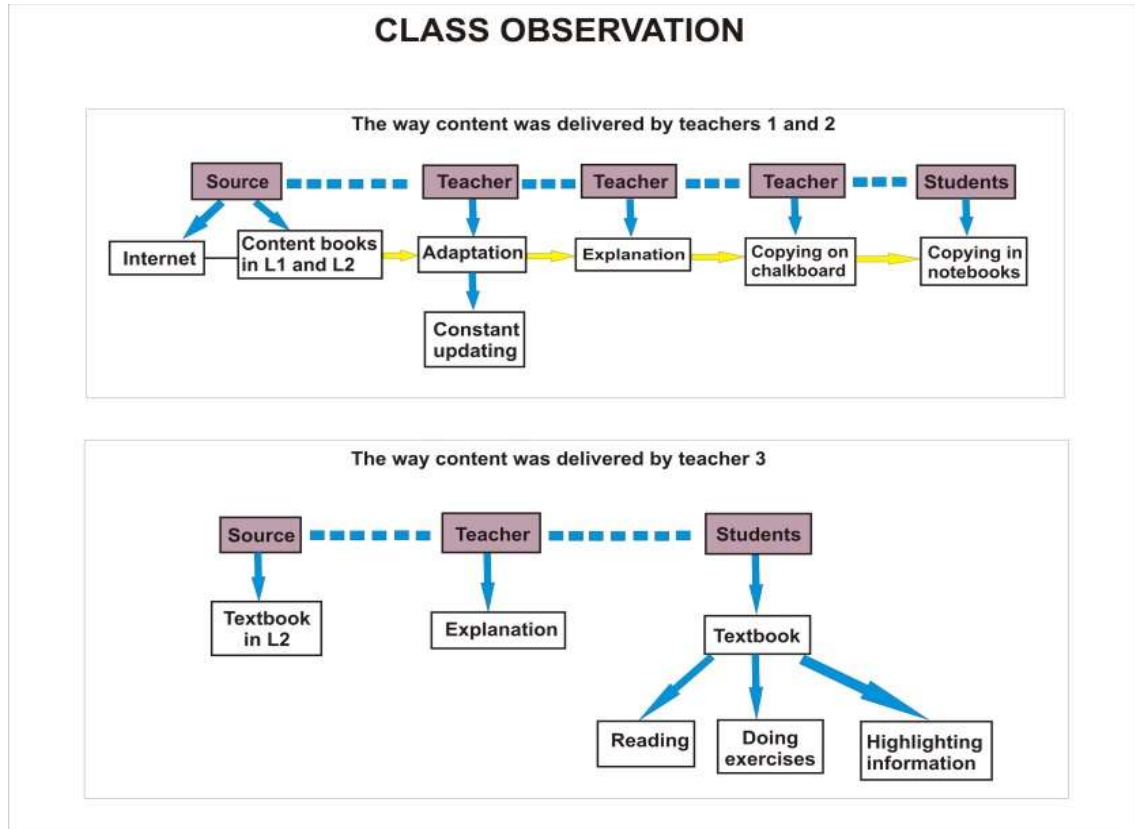 CLASS OBSERVATION
The way content was delivered by teachers 1 and 2
Source
Teacher
Teacher
Teacher
Students
Internet
Content books
in L1 and L2
Adaptation
Explanation
Copying on
chalkboard
Copying in
notebooks
Constant
updating
The way content was delivered by teacher 3
Source
Teacher
Students
Textbook
in L2
Explanation
Textbook
Reading
Doing
exercises
Highlighting
information